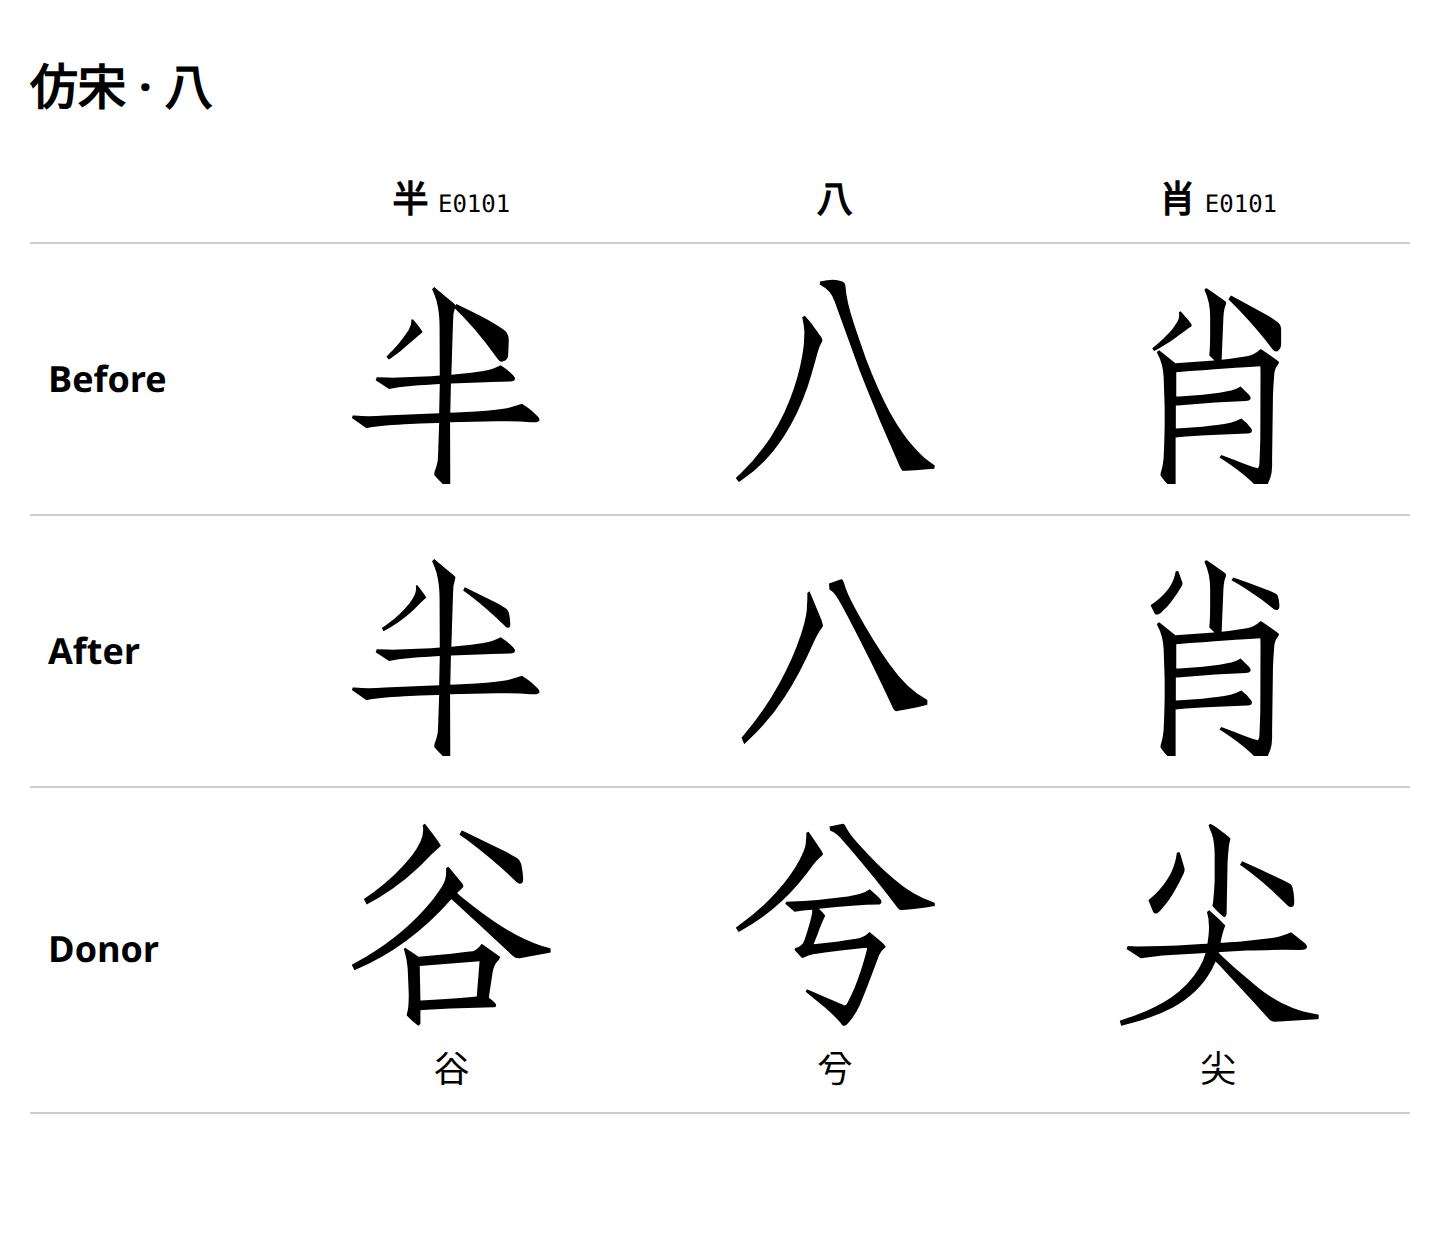 仿宋 · 八
半 E0101 八 肖 E0101
Before 半 八 肖
After 半 八 肖
Donor 谷 兮 尖
谷 兮 尖